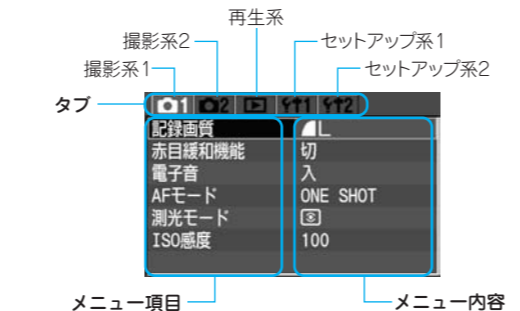 再生系
撮影系2
セットアップ系1
撮影系1
セットアップ系2
タブ
1 2 1 2
記録画質 L
赤目緩和機能 切
電子音 入
AFモード ONE SHOT
測光モード
ISO感度 100
メニュー項目
メニュー内容